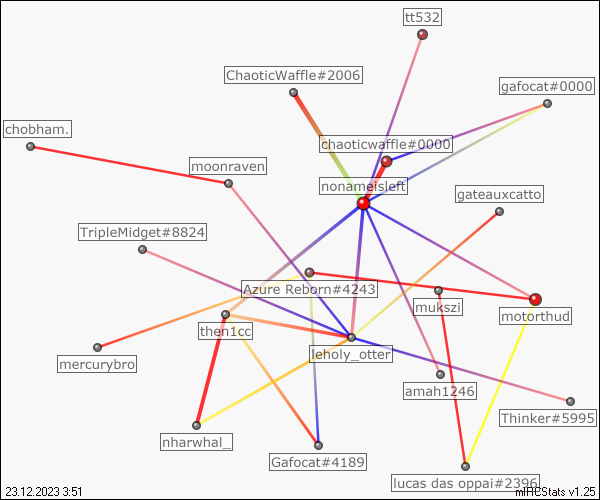 tt532
ChaoticWaffle#2006
gafocat#0000
chobham.
chaoticwaffle#0000
moonraven
nonameisleft
gateauxcatto
TripleMidget#8824
Azure Reborn#4243
mukszi
motorthud
then1cc
leholy_otter
mercurybro
amah1246
Thinker#5995
nharwhal_
Gafocat#4189
lucas das oppai#2396
23.12.2023 3:51
mIRCStats v1.25